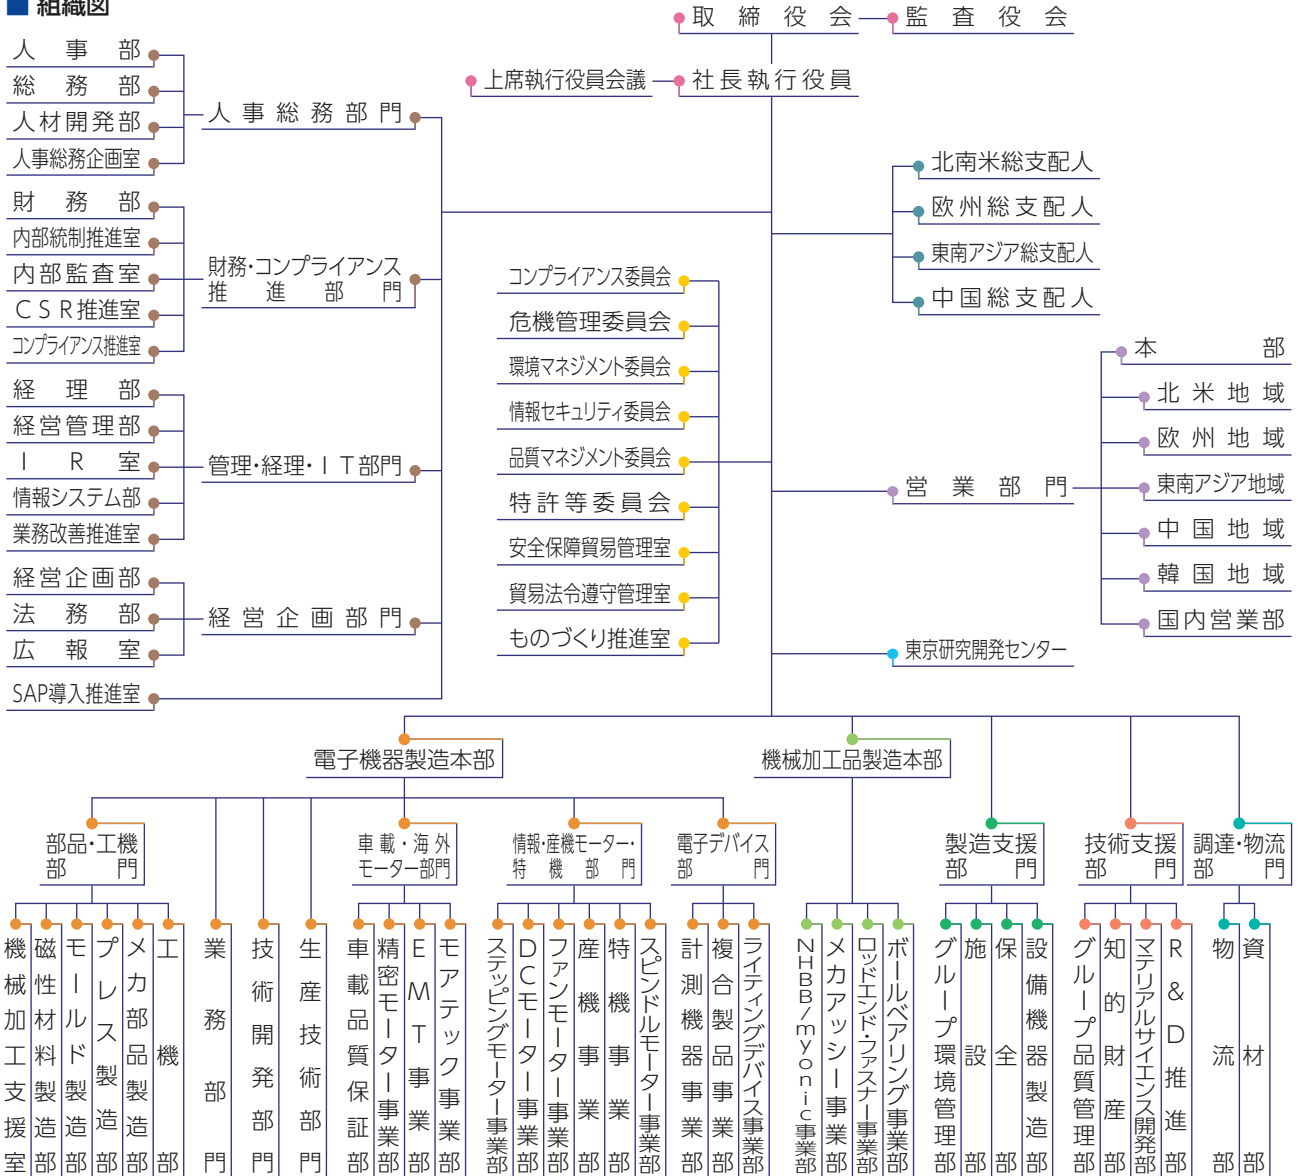 ■ 組織図
取締役会
監査役会
上席執行役員会議
社長執行役員
人事部
総務部
人材開発部
人事総務企画室
人事総務部門
財務部
内部統制推進室
内部監査室
CSR推進室
コンプライアンス推進室
財務・コンプライアンス
推進部門
経理部
経営管理部
IR室
情報システム部
業務改善推進室
管理・経理・IT部門
経営企画部
法務部
広報室
経営企画部門
SAP導入推進室
コンプライアンス委員会
危機管理委員会
環境マネジメント委員会
情報セキュリティ委員会
品質マネジメント委員会
特許等委員会
安全保障貿易管理室
貿易法令遵守管理室
ものづくり推進室
北南米総支配人
欧州総支配人
東南アジア総支配人
中国総支配人
営業部門
本部
北米地域
欧州地域
東南アジア地域
中国地域
韓国地域
国内営業部
東京研究開発センター
電子機器製造本部
機械加工品製造本部
部品・工機
部門
車載・海外
モーター部門
情報・産機モーター・
特機部門
電子デバイス
部門
製造支援
部門
技術支援
部門
調達・物流
部門
機械加工支援室
磁性材料製造部
モールド製造部
プレス製造部
メカ部品製造部
工機部
業務部門
技術開発部門
生産技術部門
車載品質保証部
精密モーター事業部
EMT事業部
モアテック事業部
ステッピングモーター事業部
DCモーター事業部
ファンモーター事業部
産機事業部
特機事業部
スピンドルモーター事業部
計測機器事業部
複合製品事業部
ライティングデバイス事業部
NHBB/myonic事業部
メカアッシー事業部
ロッドエンド・ファスナー事業部
ボールベアリング事業部
グループ環境管理部
施設部
保全部
設備機器製造部
グループ品質管理部
知的財産部
マテリアルサイエンス開発部
R&D推進部
物流部
資材部